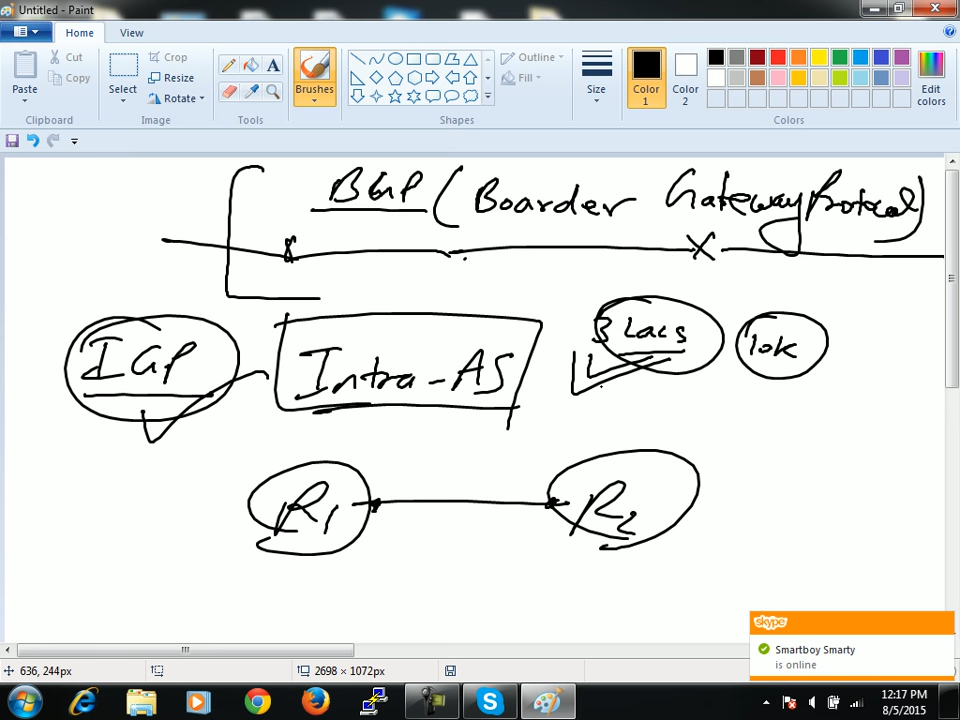 Untitled - Paint
Home View
Paste
Cut
Copy
Clipboard
Select
Crop
Resize
Rotate
Image
A
Tools
Brushes
Shapes
Outline
Fill
Size
Color 1
Color 2
Edit colors
Colors
BGP (Boarder Gateway Protocol)
IGP Intra-AS 3 Lacs 10k
R1 R2
skype
Smartboy Smarty
is online
636, 244px 2698 × 1072px
12:17 PM
8/5/2015